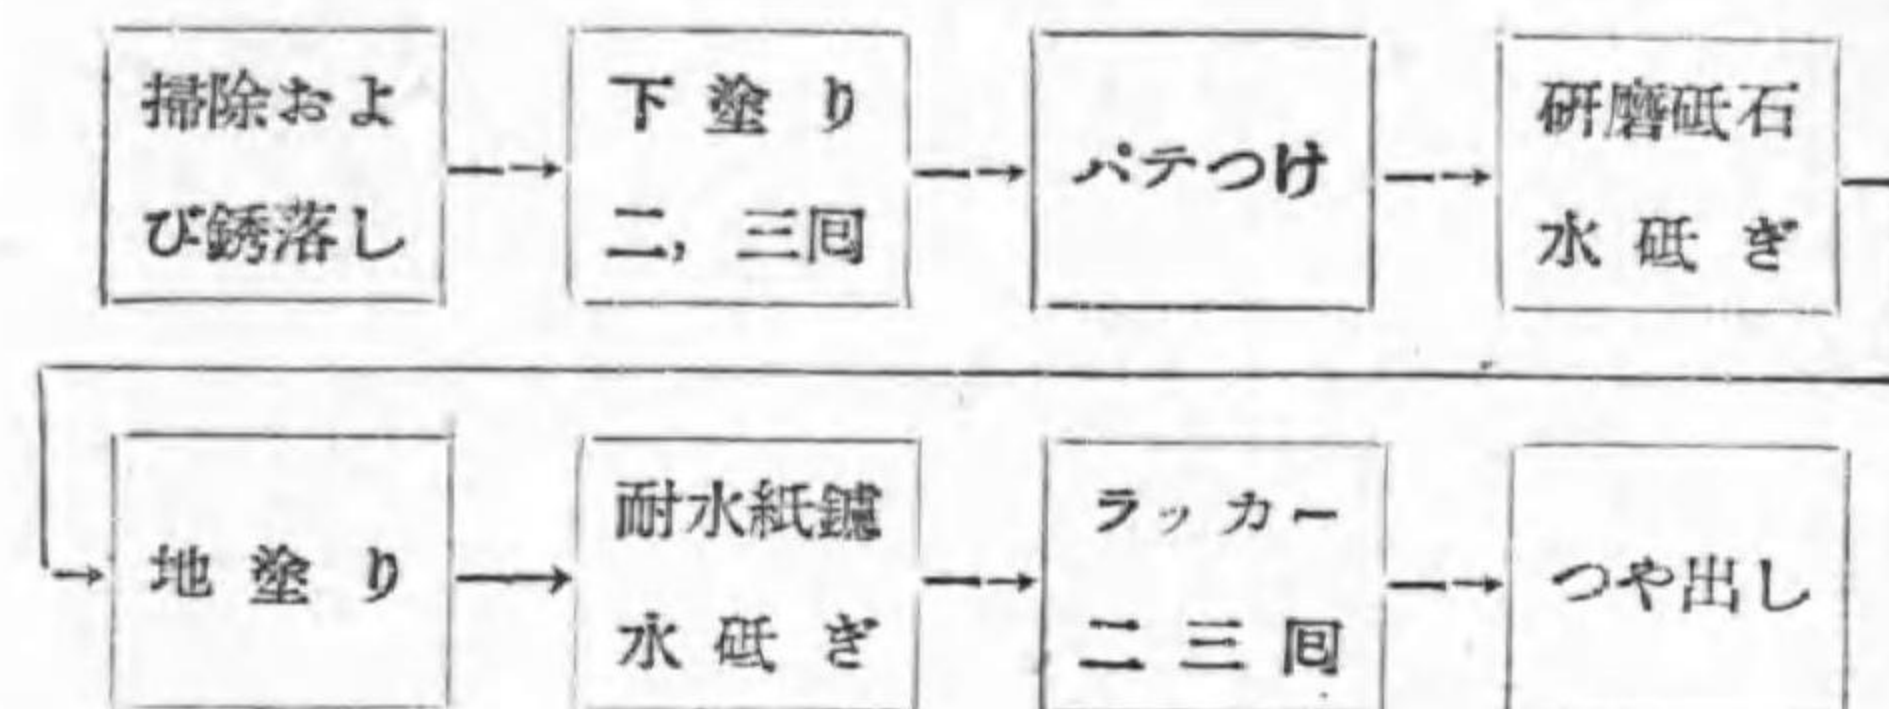 掃除およ
び銹落し
下塗り
二，三囘
パテつけ
研磨砥石
水砥ぎ
地塗り
耐水紙鑢
水砥ぎ
ラッカー
二三囘
つや出し